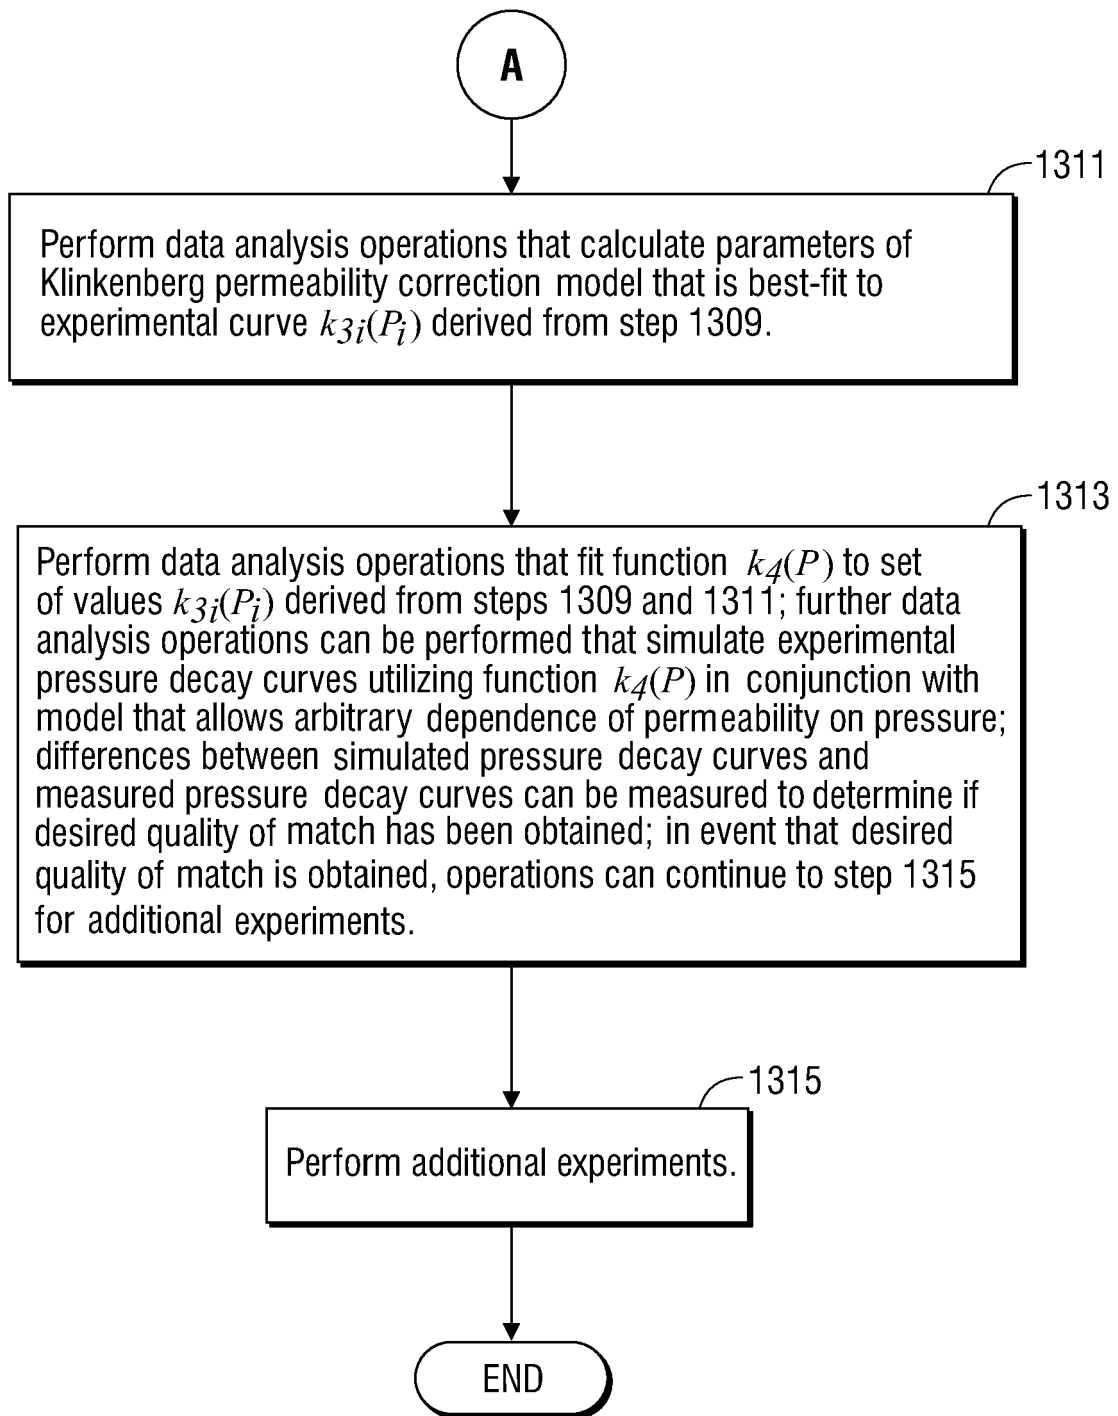 A
1311
Perform data analysis operations that calculate parameters of
Klinkenberg permeability correction model that is best-fit to
experimental curve k3i(Pi) derived from step 1309.
1313
Perform data analysis operations that fit function k4(P) to set
of values k3i(Pi) derived from steps 1309 and 1311; further data
analysis operations can be performed that simulate experimental
pressure decay curves utilizing function k4(P) in conjunction with
model that allows arbitrary dependence of permeability on pressure;
differences between simulated pressure decay curves and
measured pressure decay curves can be measured to determine if
desired quality of match has been obtained; in event that desired
quality of match is obtained, operations can continue to step 1315
for additional experiments.
1315
Perform additional experiments.
END